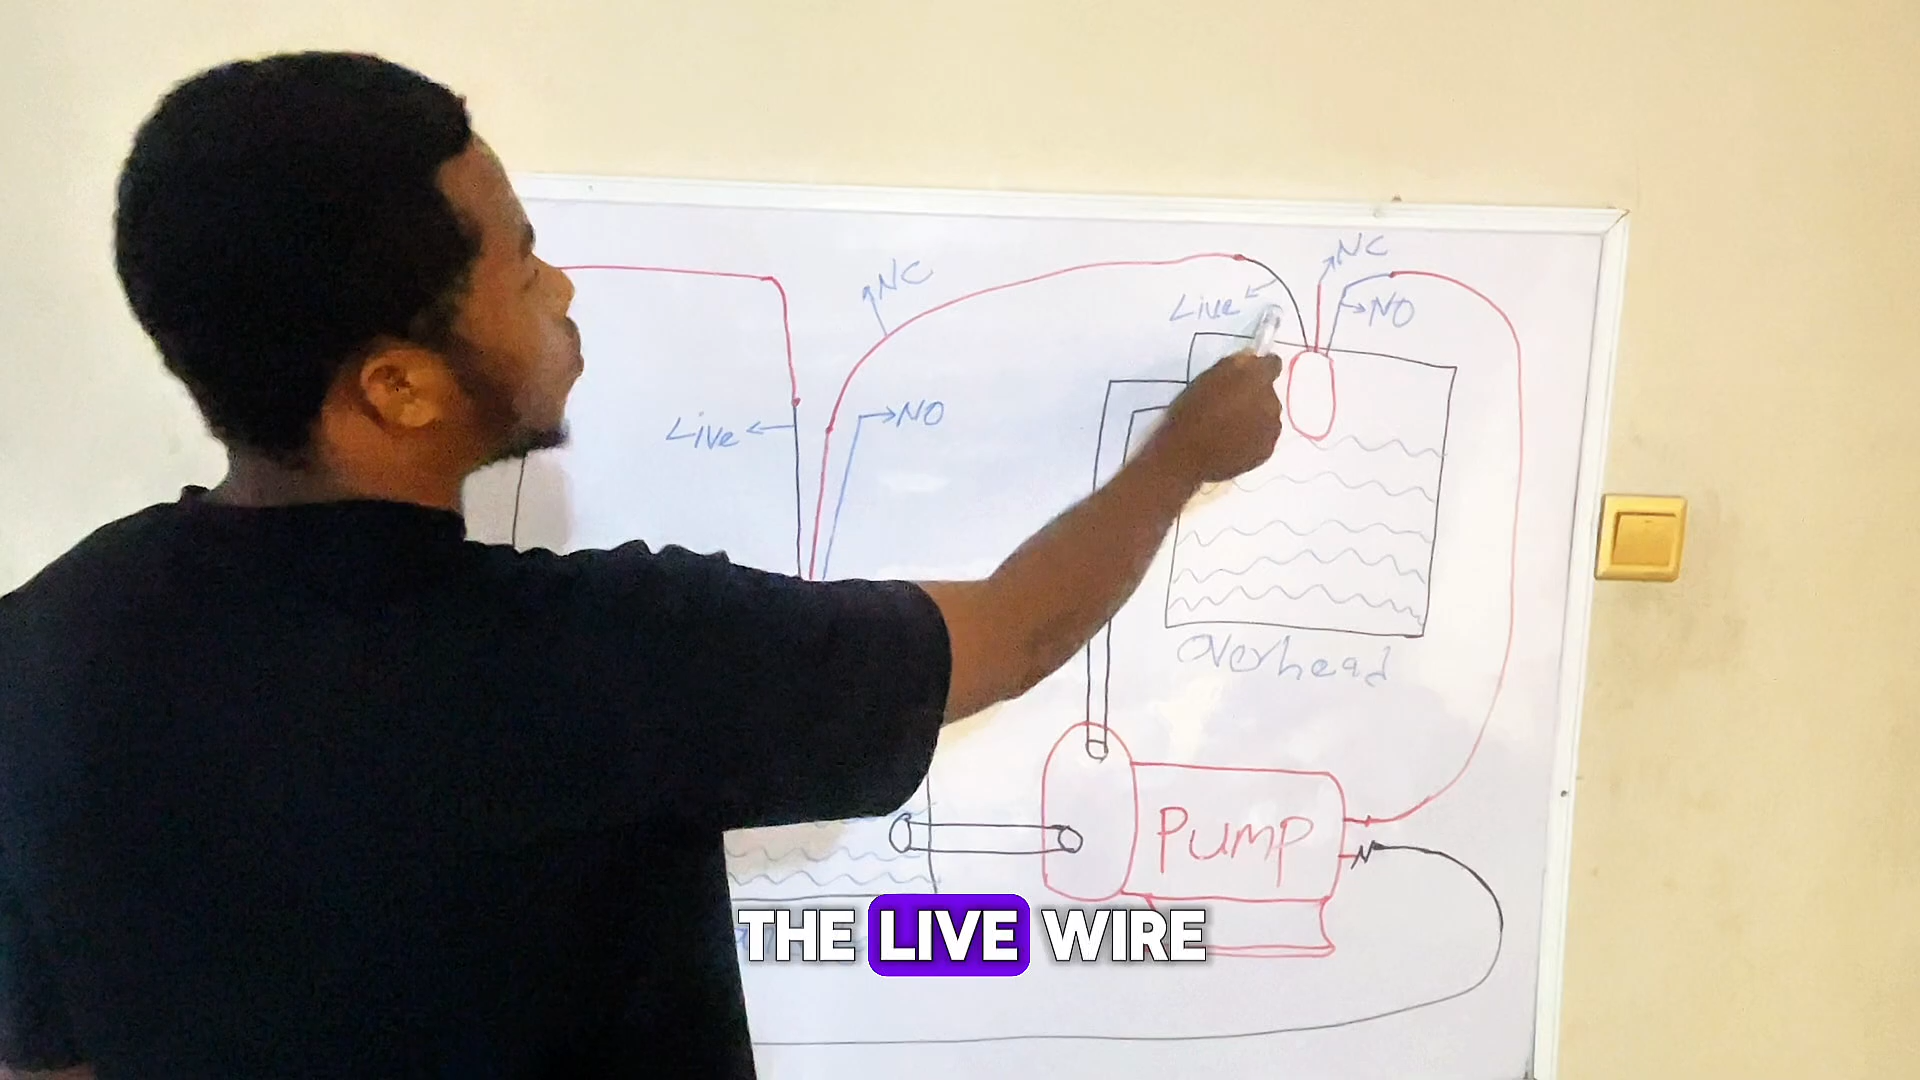 NC
NC
Live
NO
NO
Live
Overhead
Pump
N
THE LIVE WIRE